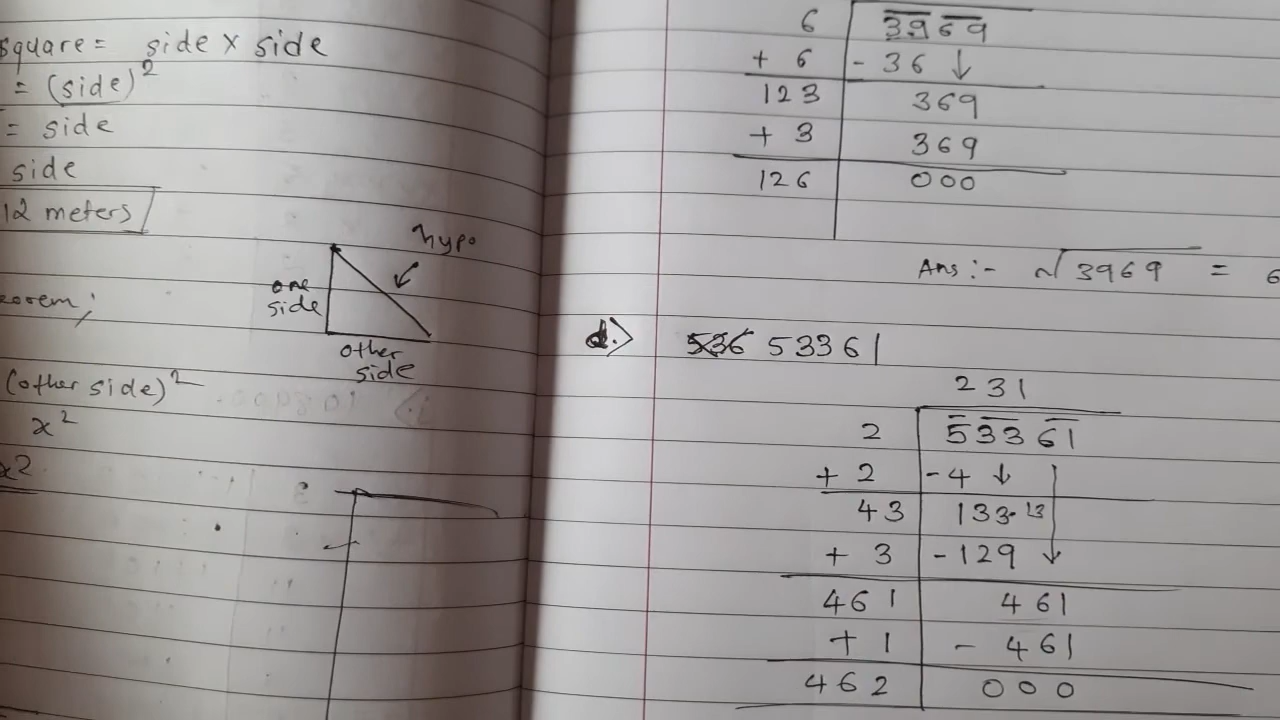 square = side x side
= (side)²
= side
side
12 meters
hypo
one
side
other
side
eorem;
(other side)²
x²
x2
6 3969
+ 6 - 36 ↓
123 369
+ 3 369
126 000
Ans :- √3969 = 6
d.> 536 53361
231
2 53361
+ 2 -4 ↓
43 133. 13
+ 3 -129 ↓
461 461
+ 1 - 461
462 000